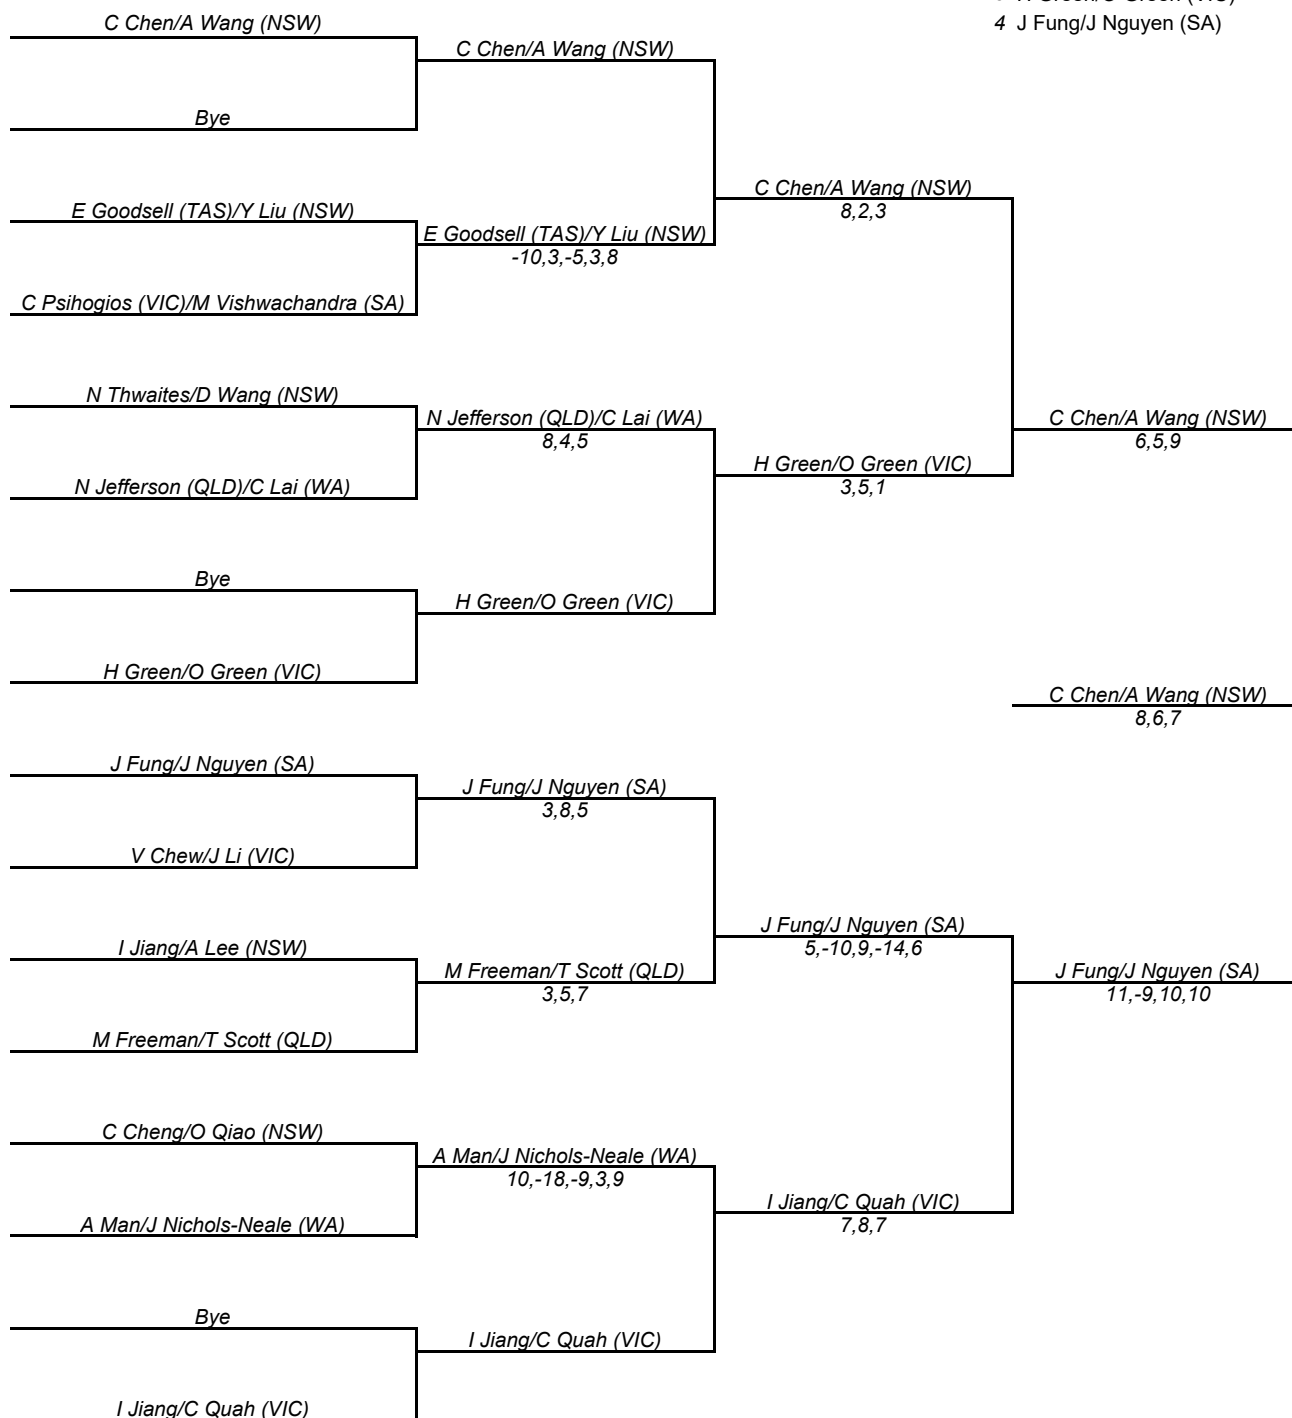 4 J Fung/J Nguyen (SA)
C Chen/A Wang (NSW)
C Chen/A Wang (NSW)
Bye
C Chen/A Wang (NSW)
8,2,3
E Goodsell (TAS)/Y Liu (NSW)
E Goodsell (TAS)/Y Liu (NSW)
-10,3,-5,3,8
C Psihogios (VIC)/M Vishwachandra (SA)
N Thwaites/D Wang (NSW)
N Jefferson (QLD)/C Lai (WA)
8,4,5
C Chen/A Wang (NSW)
6,5,9
H Green/O Green (VIC)
3,5,1
N Jefferson (QLD)/C Lai (WA)
Bye
H Green/O Green (VIC)
H Green/O Green (VIC)
C Chen/A Wang (NSW)
8,6,7
J Fung/J Nguyen (SA)
J Fung/J Nguyen (SA)
3,8,5
V Chew/J Li (VIC)
J Fung/J Nguyen (SA)
5,-10,9,-14,6
I Jiang/A Lee (NSW)
M Freeman/T Scott (QLD)
3,5,7
J Fung/J Nguyen (SA)
11,-9,10,10
M Freeman/T Scott (QLD)
C Cheng/O Qiao (NSW)
A Man/J Nichols-Neale (WA)
10,-18,-9,3,9
I Jiang/C Quah (VIC)
7,8,7
A Man/J Nichols-Neale (WA)
Bye
I Jiang/C Quah (VIC)
I Jiang/C Quah (VIC)